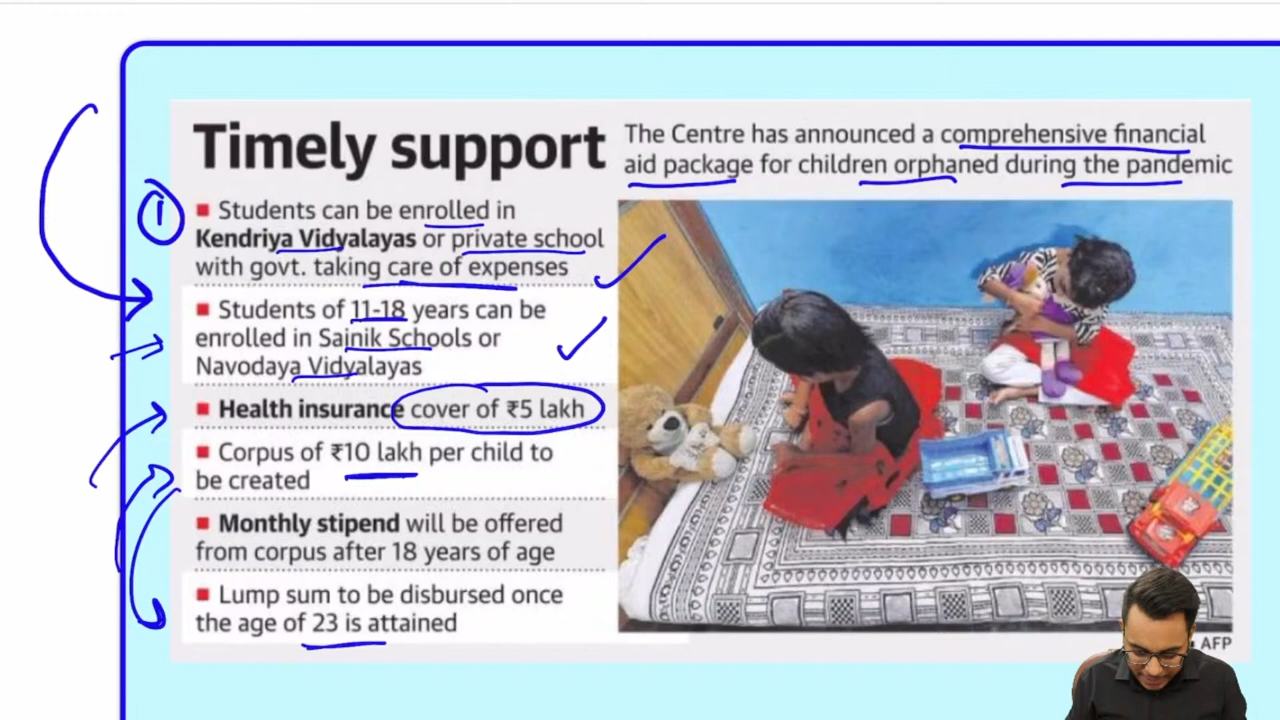 Timely support
The Centre has announced a comprehensive financial
aid package for children orphaned during the pandemic
1
■ Students can be enrolled in
Kendriya Vidyalayas or private school
with govt. taking care of expenses
■ Students of 11-18 years can be
enrolled in Sainik Schools or
Navodaya Vidyalayas
■ Health insurance cover of ₹5 lakh
■ Corpus of ₹10 lakh per child to
be created
■ Monthly stipend will be offered
from corpus after 18 years of age
■ Lump sum to be disbursed once
the age of 23 is attained
AFP